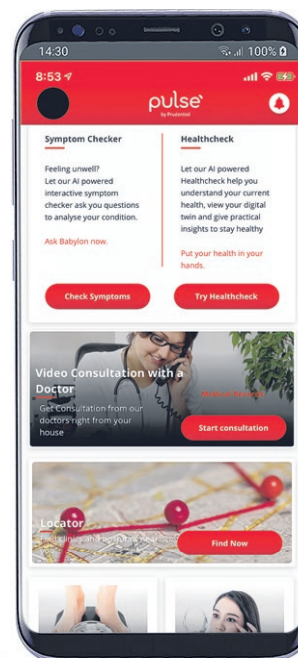 14:30
100%
8:53
pulse
by Prudential
Symptom Checker
Healthcheck
Feeling unwell?
Let our AI powered
interactive symptom
checker ask you questions
to analyse your condition.
Ask Babylon now.
Let our AI powered
Healthcheck help you
understand your current
health, view your digital
twin and give practical
insights to stay healthy
Put your health in your
hands.
Check Symptoms
Try Healthcheck
Video Consultation with a
Doctor
Get Consultation from our
doctors right from your
house
Start consultation
Locator
Find Now